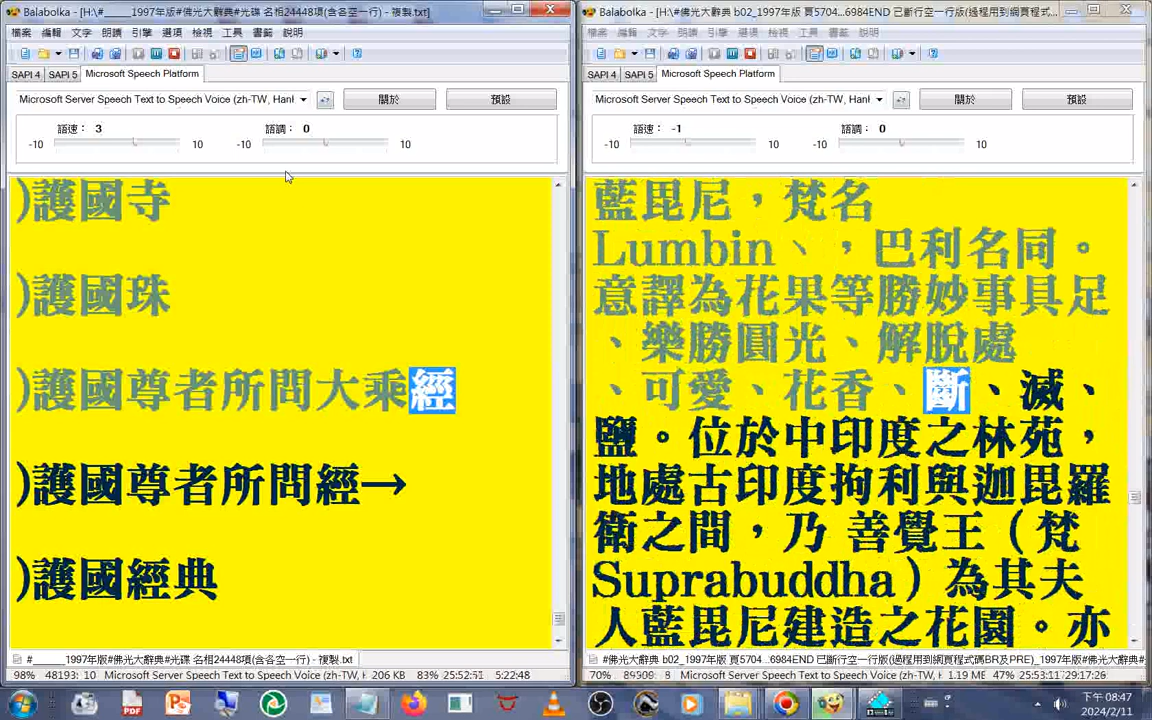 Balabolka - [H:\#_____1997年版#佛光大辭典#光碟 名相24448項(含各空一行) - 複製.txt]
檔案 編輯 文字 朗讀 引擎 選項 檢視 工具 書籤 說明
SAPI 4 SAPI 5 Microsoft Speech Platform
Microsoft Server Speech Text to Speech Voice (zh-TW, Hanl
關於 預設
語速： 3 語調： 0
-10 10 -10 10
)護國寺
)護國珠
)護國尊者所問大乘經
)護國尊者所問經→
)護國經典
#_____1997年版#佛光大辭典#光碟 名相24448項(含各空一行) - 複製.txt
98% 48193: 10 Microsoft Server Speech Text to Speech Voice (zh-TW, H 206 KB 83% 25:52:51 5:22:48
Balabolka - [H:\#佛光大辭典 b02_1997年版 頁5704...6984END 已斷行空一行版(過程用到網頁程式...
檔案 編輯 文字 朗讀 引擎 選項 檢視 工具 書籤 說明
SAPI 4 SAPI 5 Microsoft Speech Platform
Microsoft Server Speech Text to Speech Voice (zh-TW, Hanl
關於 預設
語速： -1 語調： 0
-10 10 -10 10
藍毘尼，梵名
Lumbin、，巴利名同。
意譯為花果等勝妙事具足
、樂勝圓光、解脫處
、可愛、花香、斷、滅、
鹽。位於中印度之林苑，
地處古印度拘利與迦毘羅
衛之間，乃 善覺王（梵
Suprabuddha）為其夫
人藍毘尼建造之花園。亦
#佛光大辭典 b02_1997年版 頁5704...6984END 已斷行空一行版(過程用到網頁程式碼BR及PRE)_1997年版#佛光大辭典#
70% 8 Microsoft Server Speech Text to Speech Voice (zh-TW, H 1.19 ME 47% 25:53:11 29:17:26
下午 08:47
2024/2/11